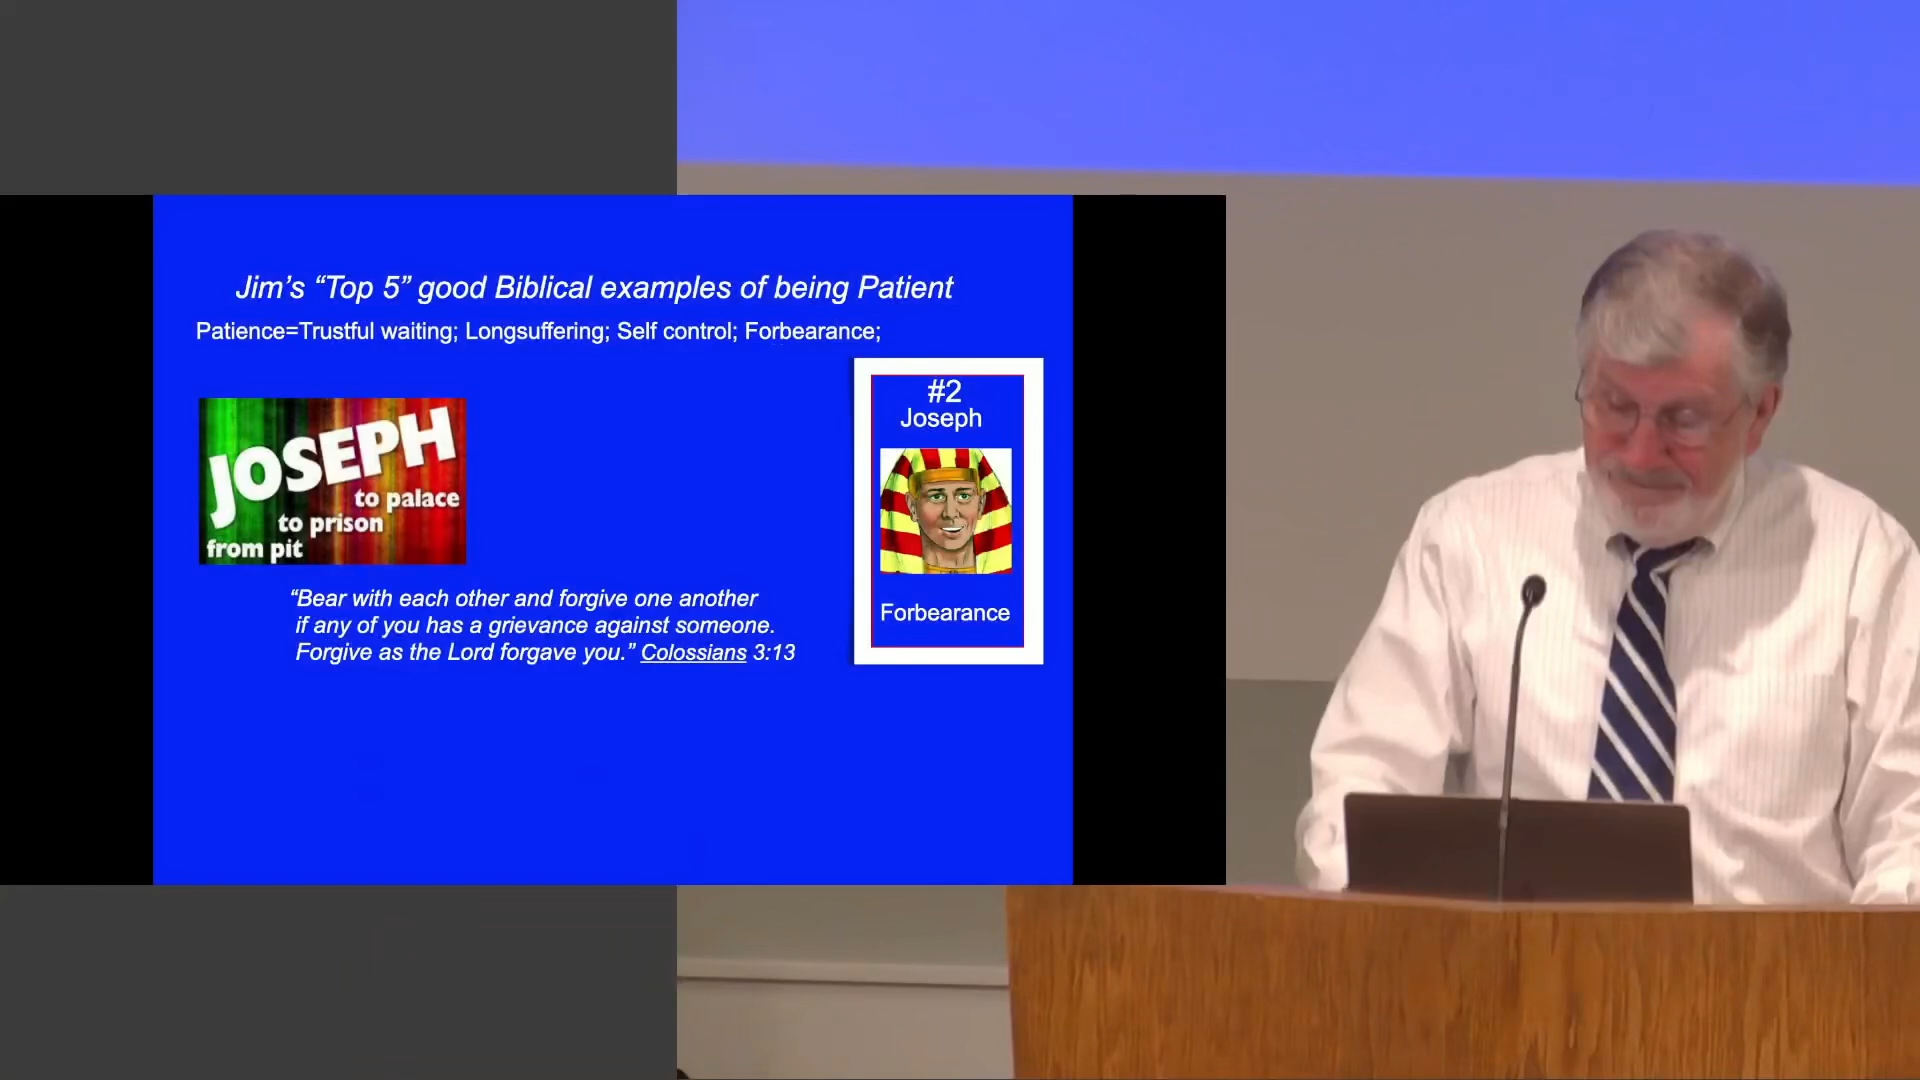 Jim’s “Top 5” good Biblical examples of being Patient
Patience=Trustful waiting; Longsuffering; Self control; Forbearance;
JOSEPH
to palace
to prison
from pit
#2
Joseph
Forbearance
“Bear with each other and forgive one another
if any of you has a grievance against someone.
Forgive as the Lord forgave you.” Colossians 3:13